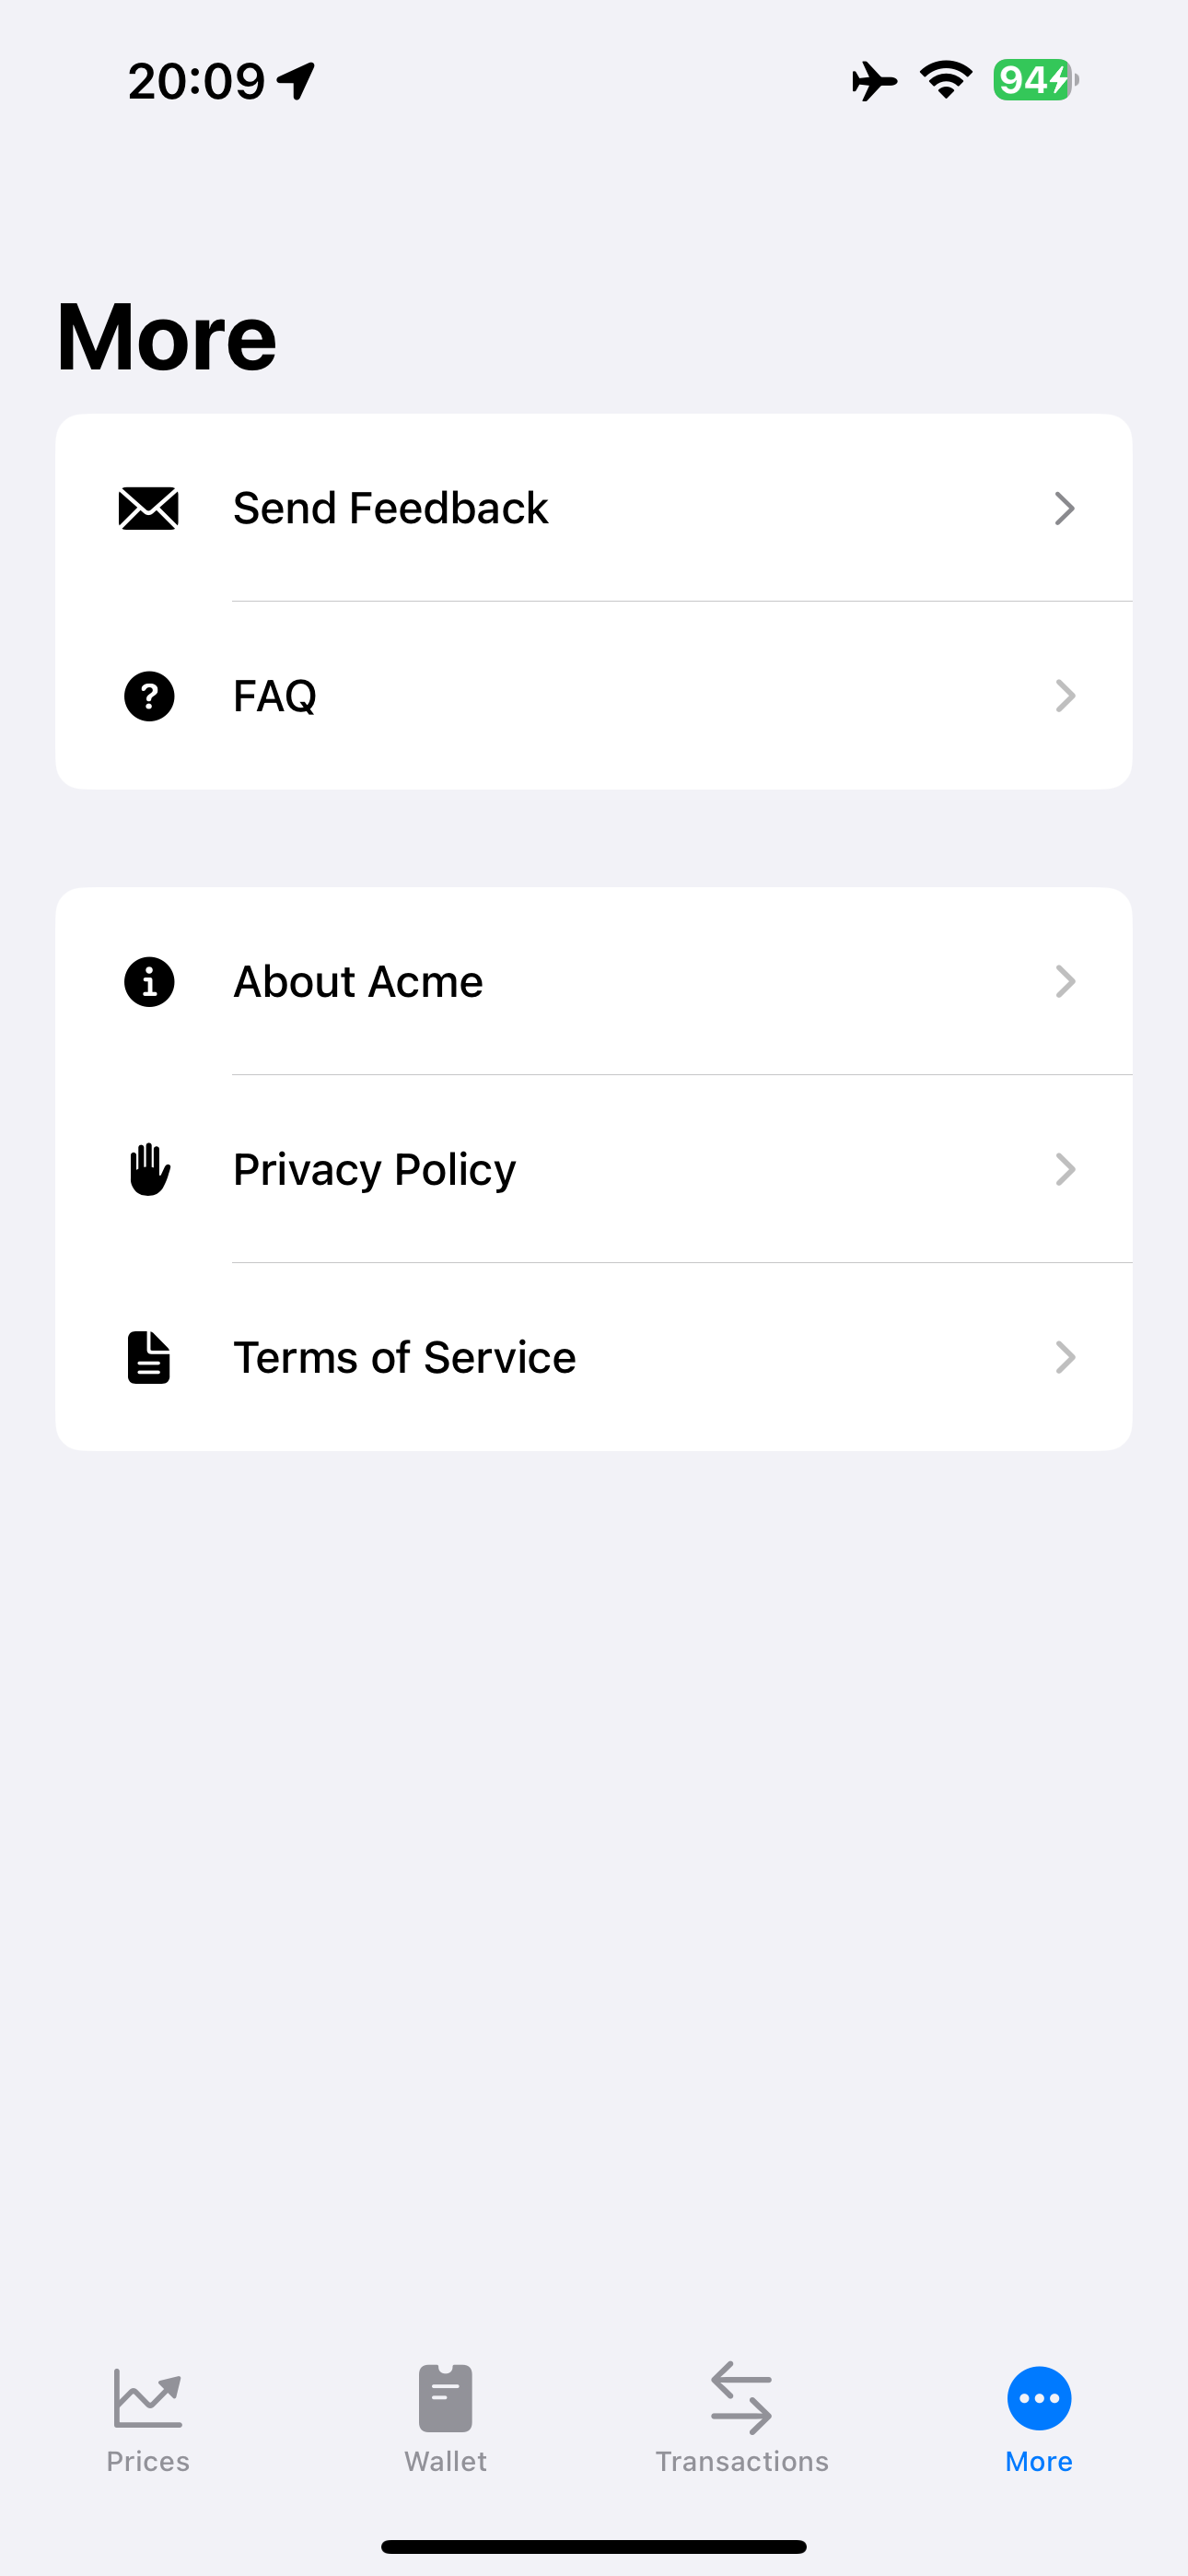 20:09
94
More
Send Feedback
FAQ
About Acme
Privacy Policy
Terms of Service
Prices
Wallet
Transactions
More